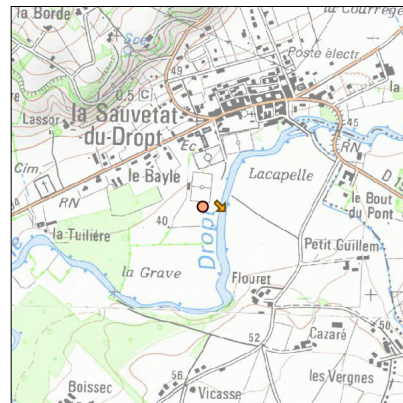 la Borde
la Courrèg
Sce
Poste électr.
49
0.5
C
Lassor
la Sauvetat
du-Dropt
45
Ec
RN
Cim.
le Bayle
Lacapelle
RN
40
le Bout
du Pont
la Tuilière
Dropt
Petit Guillem
la Grave
Flouret
52
Cazaré
50
les Vergnes
56
Boissec
Vicasse